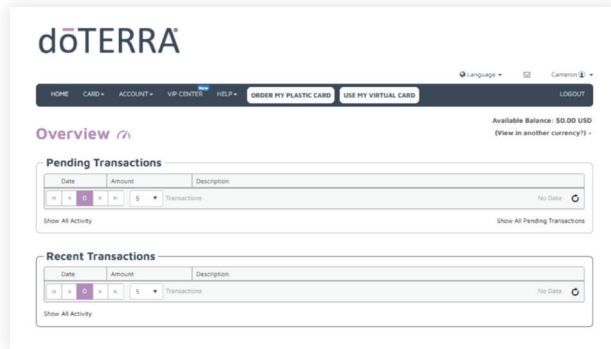 dōTERRA®
Language
Cameron
HOME CARD ACCOUNT VIP CENTER New HELP ORDER MY PLASTIC CARD USE MY VIRTUAL CARD LOGOUT
Available Balance: $0.00 USD
(View in another currency?)
Overview
Pending Transactions
Date Amount Description
0 5 Transactions No Data
Show All Activity Show All Pending Transactions
Recent Transactions
Date Amount Description
0 5 Transactions No Data
Show All Activity